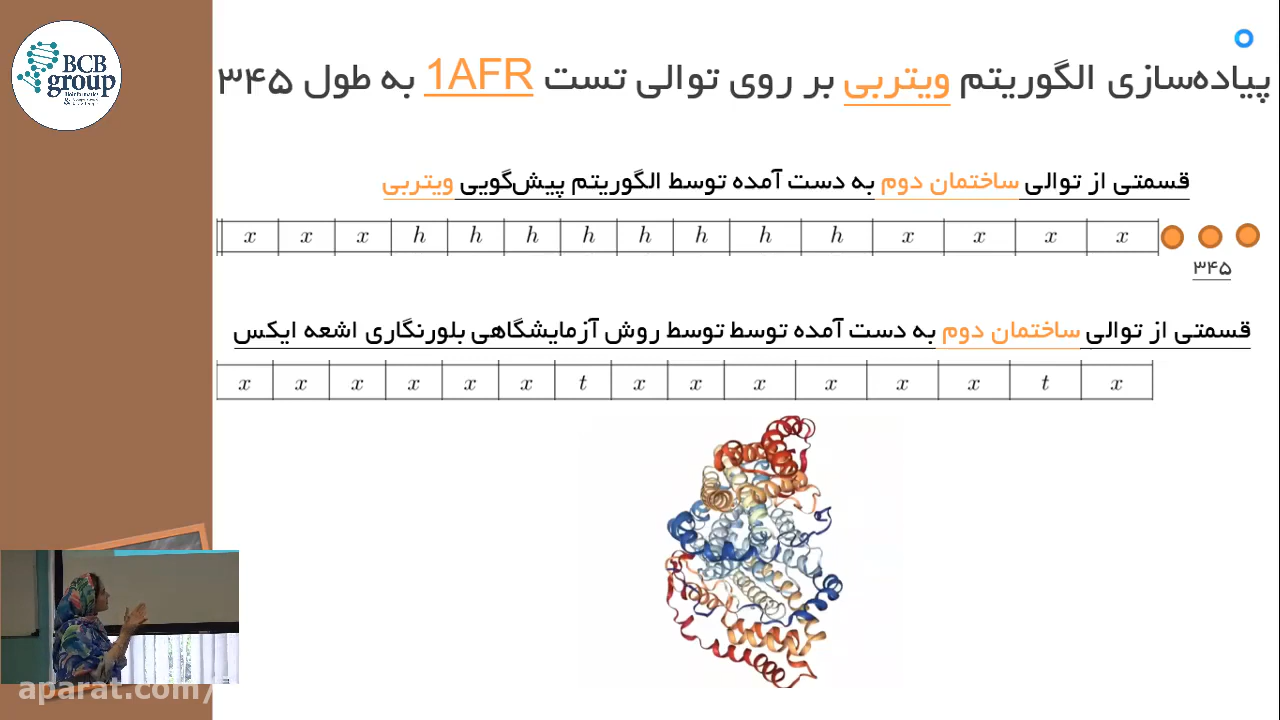 BCB
group
پیاده‌سازی الگوریتم ویتربی بر روی توالی تست 1AFR به طول ۳۴۵
قسمتی از توالی ساختمان دوم به دست آمده توسط الگوریتم پیش‌گویی ویتربی
x x x h h h h h h h h x x x x
۳۴۵
قسمتی از توالی ساختمان دوم به دست آمده توسط توسط روش آزمایشگاهی بلورنگاری اشعه ایکس
x x x x x x t x x x x x x t x
aparat.com/